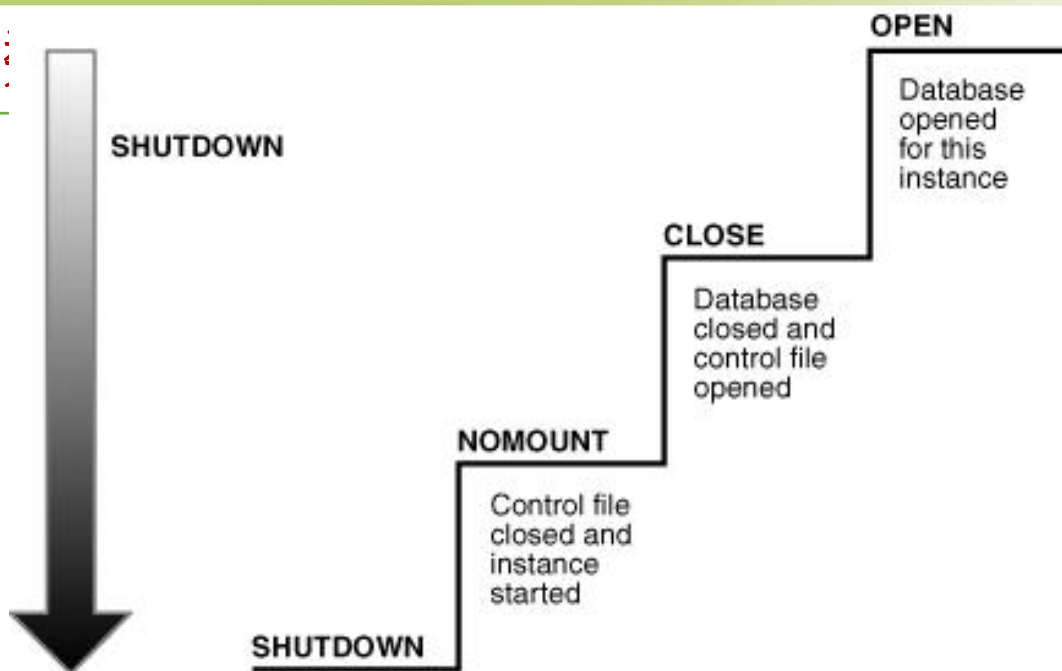 OPEN
Database
opened
for this
instance
SHUTDOWN
CLOSE
Database
closed and
control file
opened
NOMOUNT
Control file
closed and
instance
started
SHUTDOWN